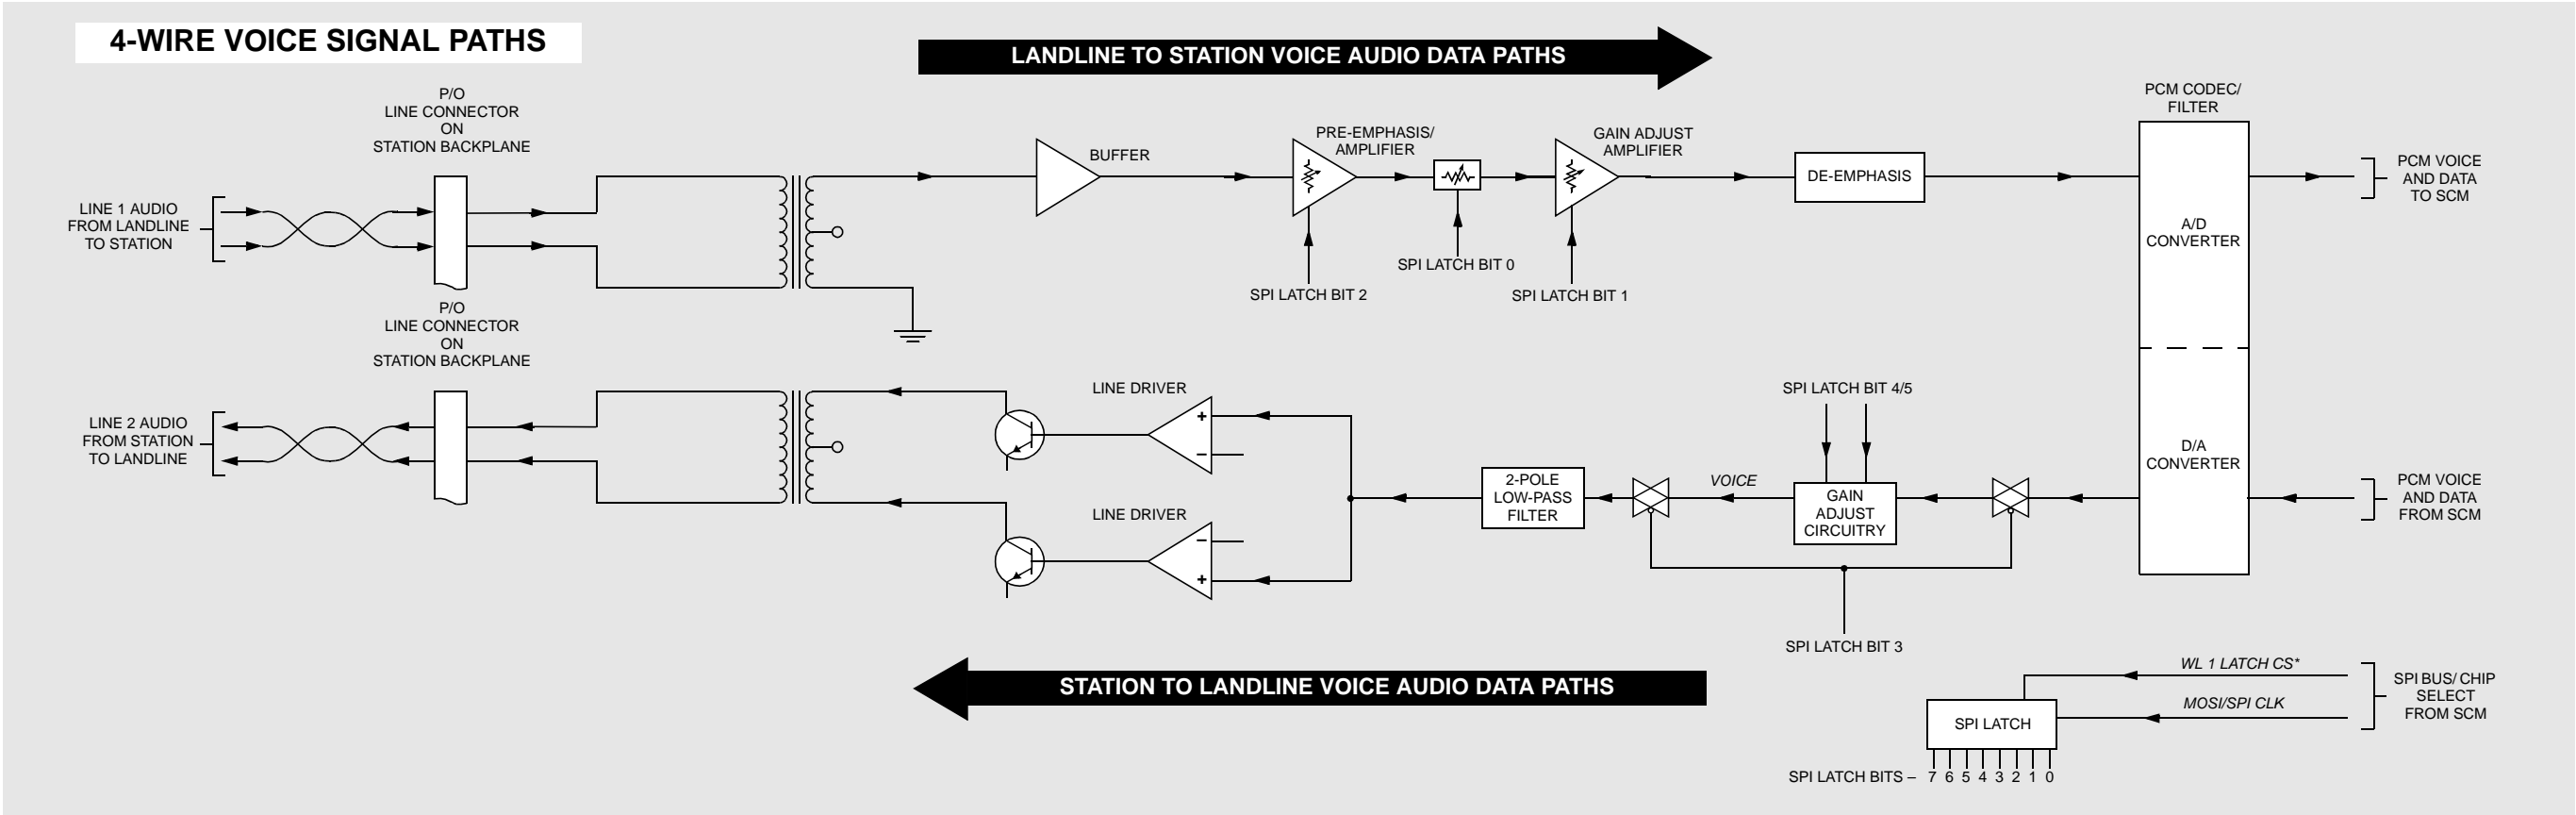 4-WIRE VOICE SIGNAL PATHS
LANDLINE TO STATION VOICE AUDIO DATA PATHS
P/O
LINE CONNECTOR
ON
STATION BACKPLANE
LINE 1 AUDIO
FROM LANDLINE
TO STATION
BUFFER
PRE-EMPHASIS/
AMPLIFIER
SPI LATCH BIT 2
SPI LATCH BIT 0
GAIN ADJUST
AMPLIFIER
SPI LATCH BIT 1
DE-EMPHASIS
PCM CODEC/
FILTER
A/D
CONVERTER
PCM VOICE
AND DATA
TO SCM
P/O
LINE CONNECTOR
ON
STATION BACKPLANE
LINE 2 AUDIO
FROM STATION
TO LANDLINE
LINE DRIVER
+
–
LINE DRIVER
–
+
2-POLE
LOW-PASS
FILTER
VOICE
SPI LATCH BIT 4/5
GAIN
ADJUST
CIRCUITRY
SPI LATCH BIT 3
D/A
CONVERTER
PCM VOICE
AND DATA
FROM SCM
STATION TO LANDLINE VOICE AUDIO DATA PATHS
WL 1 LATCH CS*
MOSI/SPI CLK
SPI BUS/ CHIP
SELECT
FROM SCM
SPI LATCH
SPI LATCH BITS – 7 6 5 4 3 2 1 0